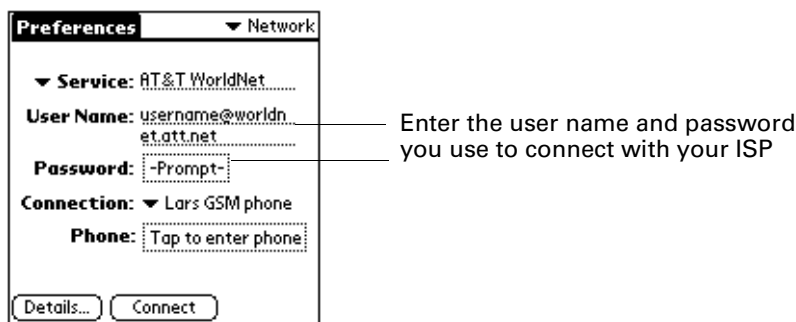 Preferences ▼ Network
▼ Service: AT&T WorldNet
User Name: username@worldn
et.att.net
Password: -Prompt-
Connection: ▼ Lars GSM phone
Phone: Tap to enter phone
Details... Connect
Enter the user name and password
you use to connect with your ISP